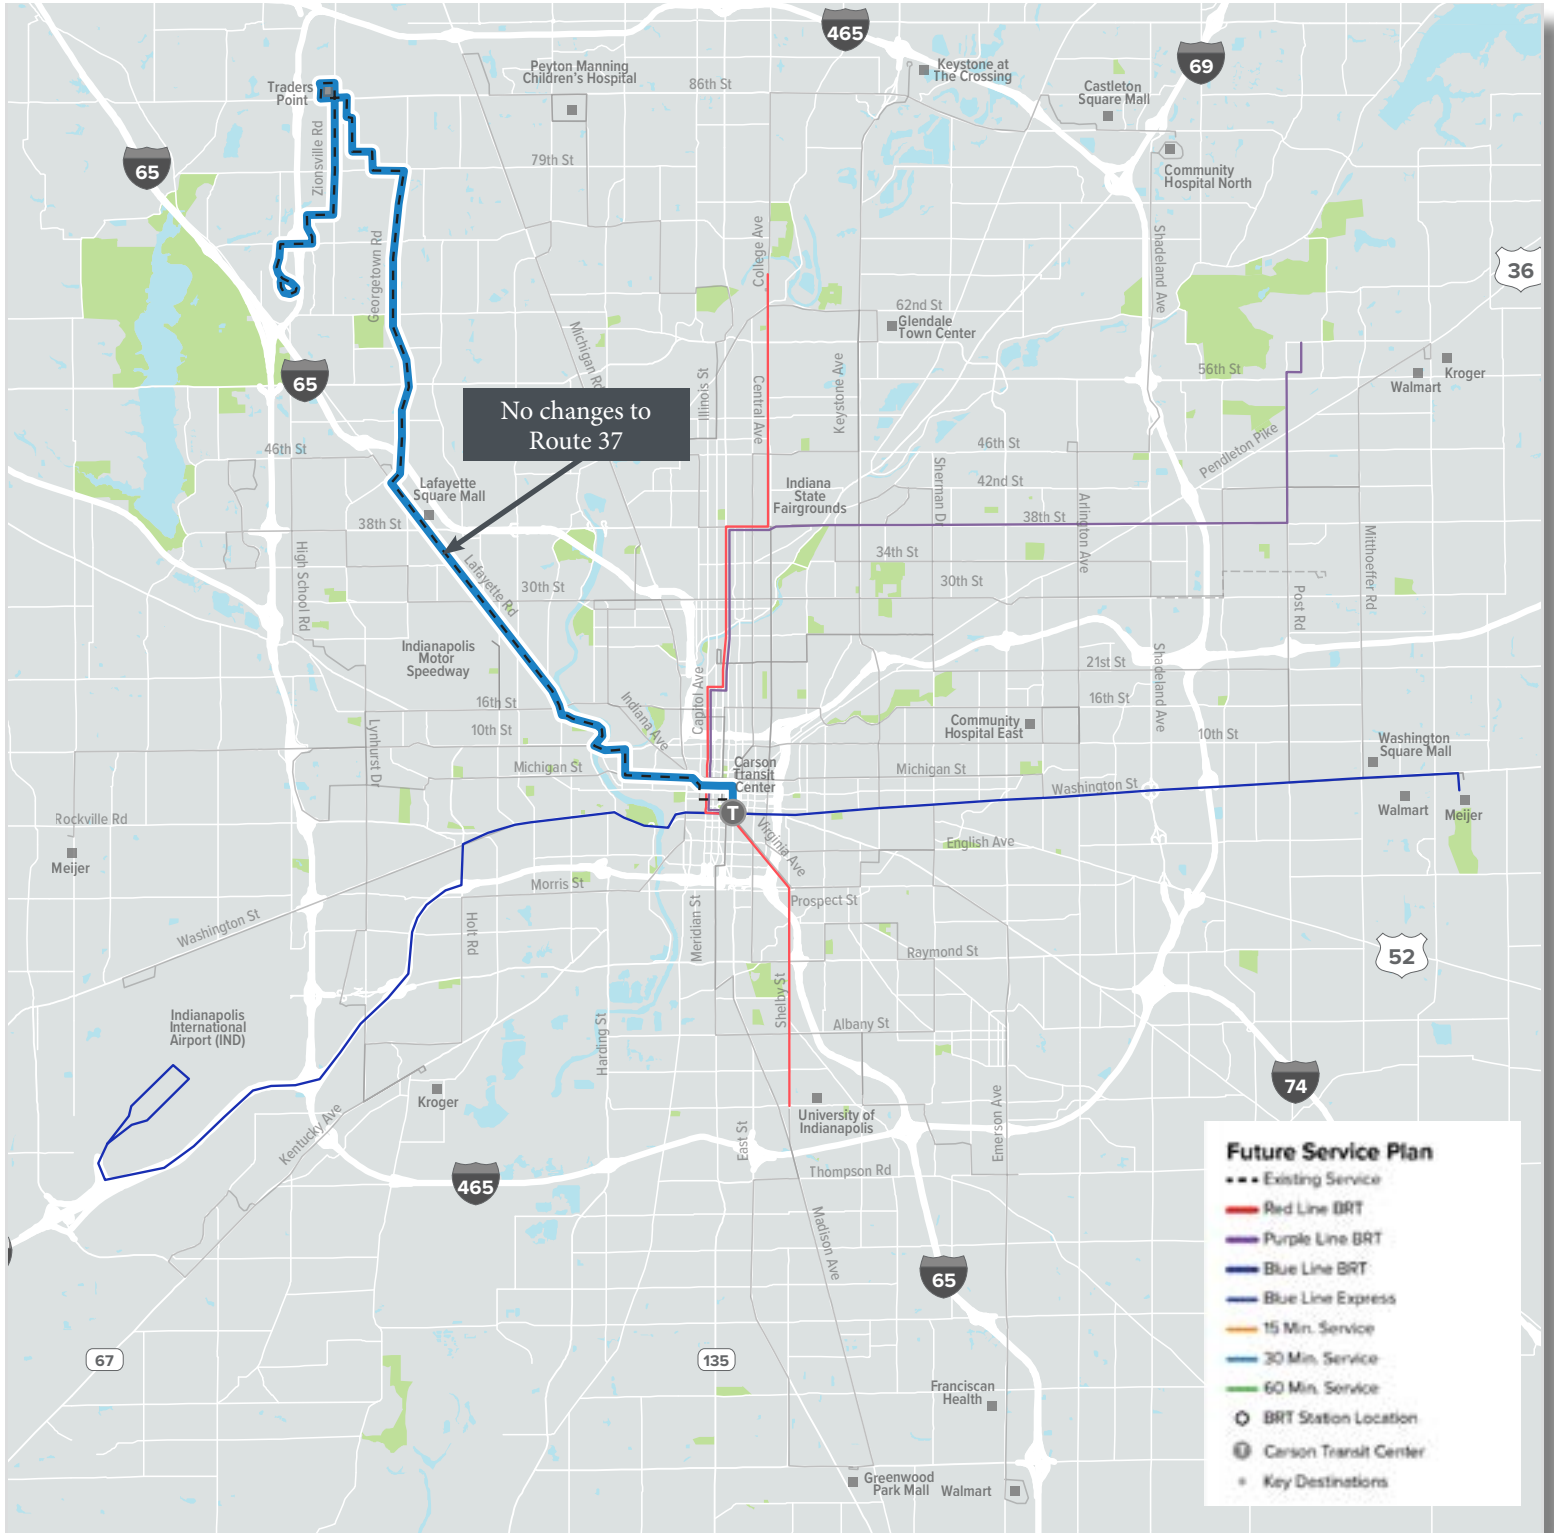 465
69
Peyton Manning
Children's Hospital
Keystone at
The Crossing
86th St
Traders
Point
Castleton
Square Mall
65
Zionsville Rd
79th St
Community
Hospital North
College Ave
Shadeland Ave
Georgetown Rd
36
62nd St
Glendale
Town Center
Michigan Rd
65
Illinois St
Central Ave
Keystone Ave
56th St
Walmart
Kroger
No changes to
Route 37
46th St
46th St
Pendleton Pike
Lafayette
Square Mall
Indiana
State
Fairgrounds
Sherman Dr
42nd St
38th St
38th St
Arlington Ave
Mitthoeffer Rd
High School Rd
Lafayette Rd
30th St
34th St
30th St
Post Rd
Indianapolis
Motor
Speedway
21st St
Shadeland Ave
16th St
16th St
Capitol Ave
Indiana Ave
10th St
Lynhurst Dr
Community
Hospital East
10th St
Washington
Square Mall
Michigan St
Carson
Transit
Center
Michigan St
Washington St
T
Walmart
Meijer
Rockville Rd
Virginia Ave
English Ave
Meijer
Morris St
Prospect St
Washington St
Holt Rd
Meridian St
Raymond St
52
Shelby St
Indianapolis
International
Airport (IND)
Harding St
Albany St
74
Kroger
Kentucky Ave
University of
Indianapolis
Emerson Ave
East St
Thompson Rd
465
Madison Ave
65
67
135
Franciscan
Health
Greenwood
Park Mall
Walmart
Future Service Plan
Existing Service
Red Line BRT
Purple Line BRT
Blue Line BRT
Blue Line Express
15 Min. Service
30 Min. Service
60 Min. Service
BRT Station Location
T Carson Transit Center
Key Destinations